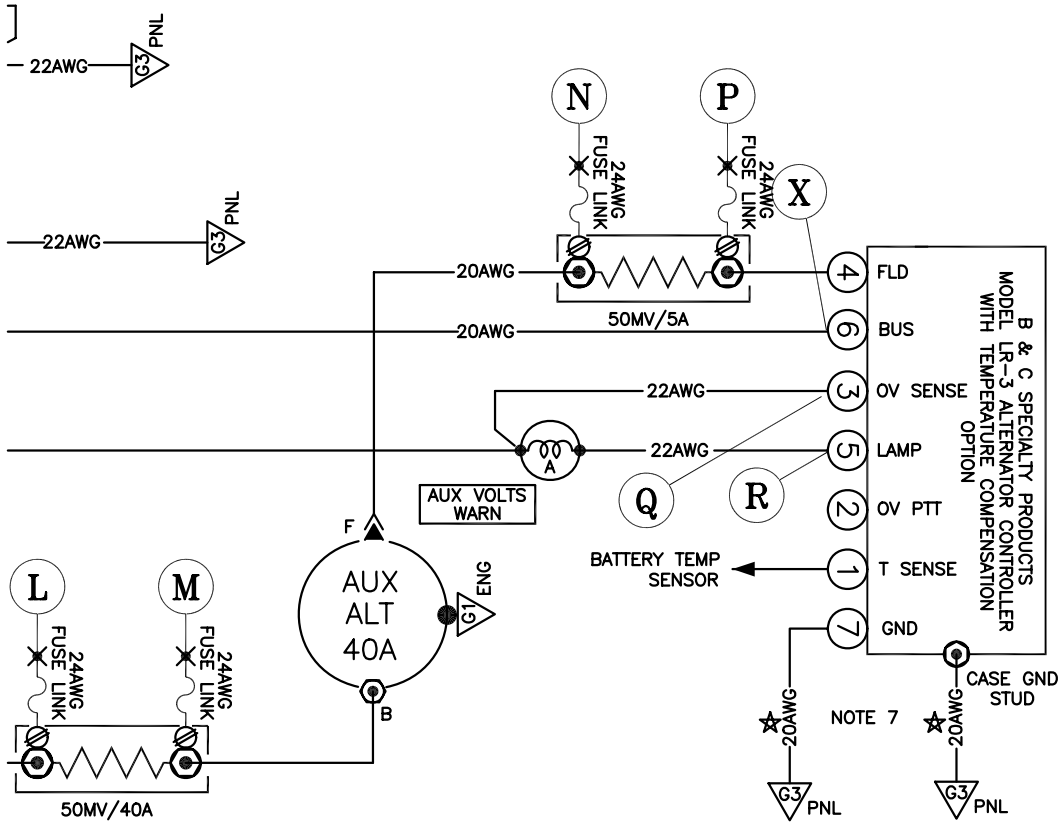 22AWG
G3
PNL
22AWG
G3
PNL
N
P
24AWG
FUSE LINK
24AWG
FUSE LINK
X
20AWG
50MV/5A
20AWG
22AWG
22AWG
A
AUX VOLTS
WARN
Q
R
4
FLD
6
BUS
3
OV SENSE
5
LAMP
2
OV PTT
1
T SENSE
7
GND
B & C SPECIALTY PRODUCTS
MODEL LR-3 ALTERNATOR CONTROLLER
WITH TEMPERATURE COMPENSATION
OPTION
BATTERY TEMP
SENSOR
F
AUX
ALT
40A
G1
ENG
B
L
M
24AWG
FUSE LINK
24AWG
FUSE LINK
50MV/40A
CASE GND
STUD
NOTE 7
20AWG
20AWG
G3
PNL
G3
PNL